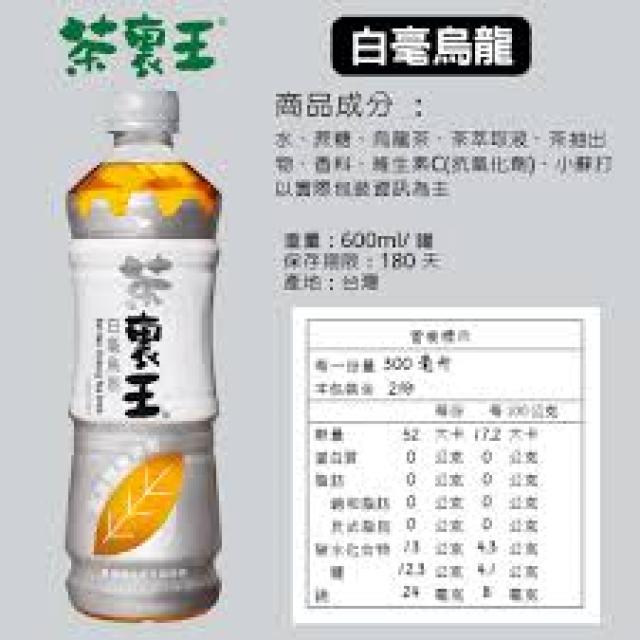 茶裏王
白毫烏龍
商品成分：
水、蔗糖、烏龍茶、茶萃取液、茶抽出
物、香料、維生素C(抗氧化劑)、小蘇打
以實際包裝資訊為主
重量：600ml/ 罐
保存期限：180 天
產地：台灣
茶裏王
白毫烏龍
營養標示
每一份量 300 毫升
本包裝含 2份
每份 每100公克
熱量 52 大卡 17.2 大卡
蛋白質 0 公克 0 公克
脂肪 0 公克 0 公克
飽和脂肪 0 公克 0 公克
反式脂肪 0 公克 0 公克
碳水化合物 13 公克 4.3 公克
糖 12.3 公克 4.1 公克
鈉 24 毫克 8 毫克